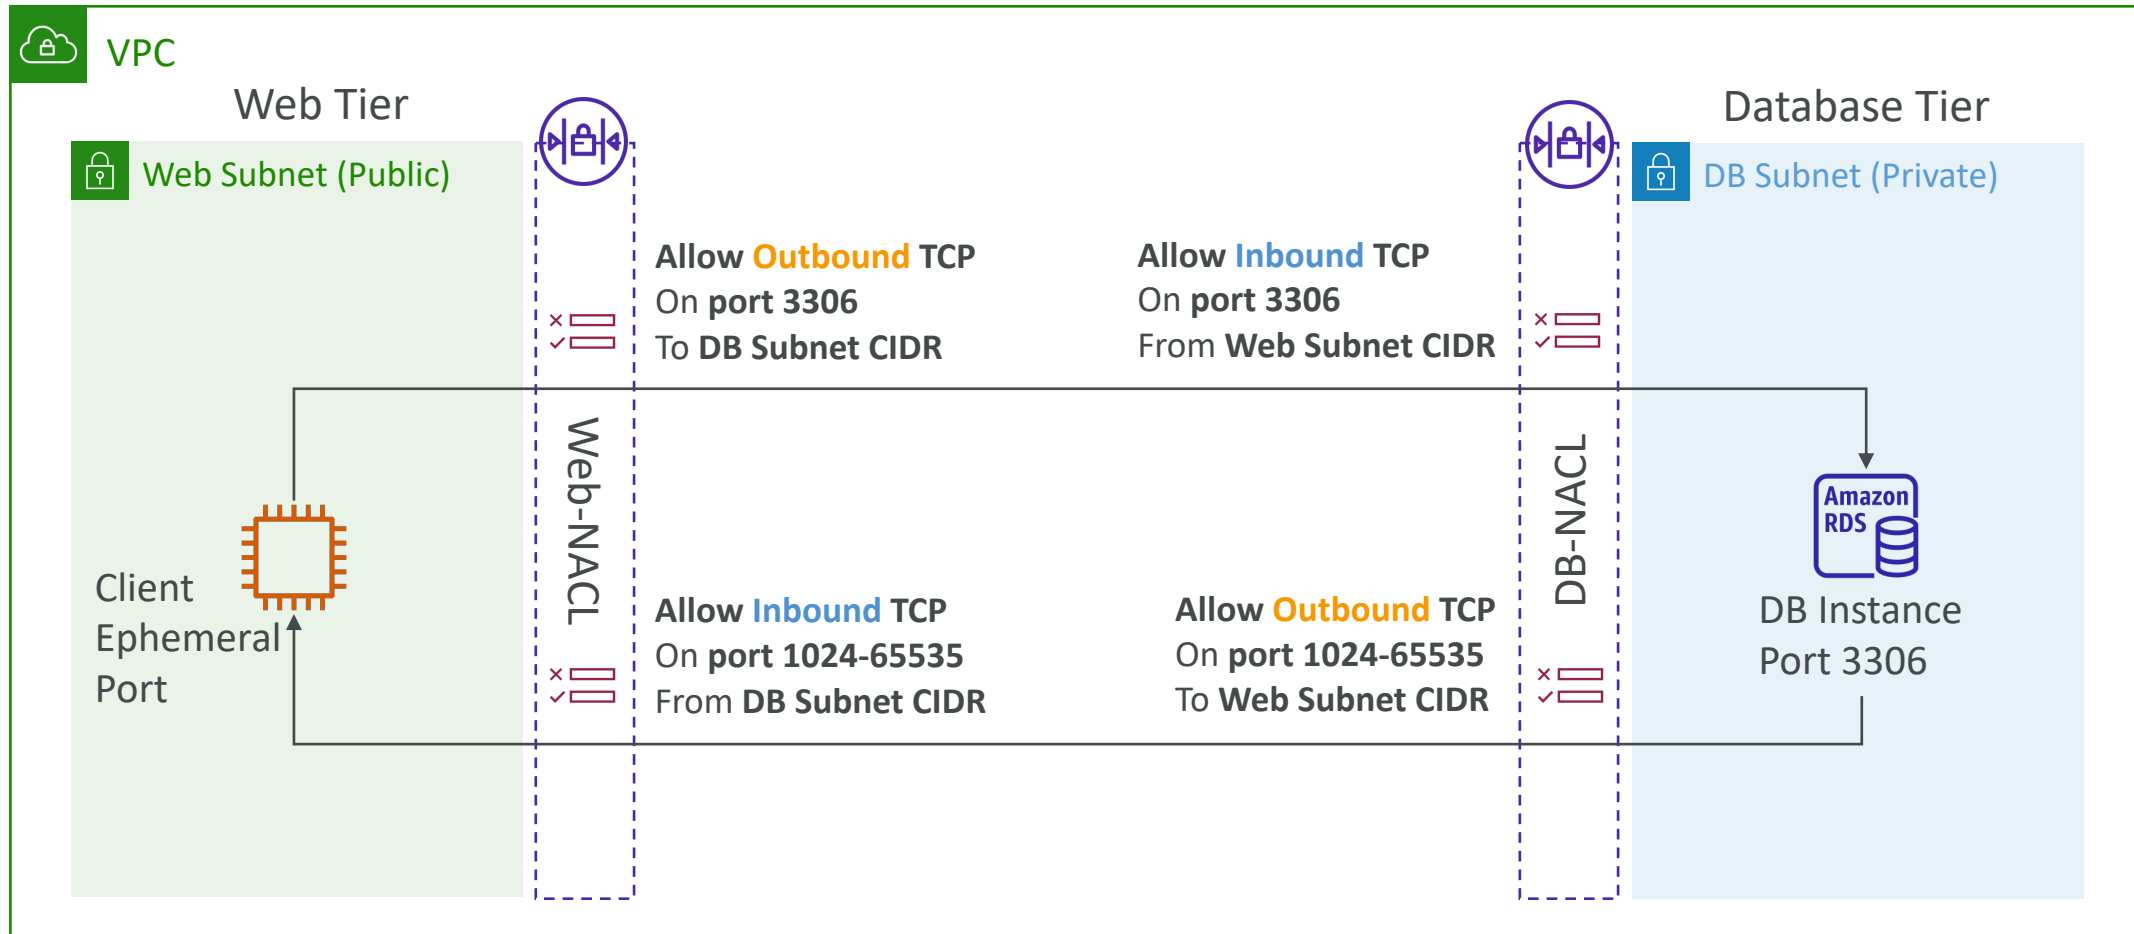 VPC
Web Tier
Database Tier
Web Subnet (Public)
DB Subnet (Private)
Allow Outbound TCP
On port 3306
To DB Subnet CIDR
Allow Inbound TCP
On port 3306
From Web Subnet CIDR
Web-NACL
DB-NACL
Amazon
RDS
Client
Ephemeral
Port
Allow Inbound TCP
On port 1024-65535
From DB Subnet CIDR
Allow Outbound TCP
On port 1024-65535
To Web Subnet CIDR
DB Instance
Port 3306